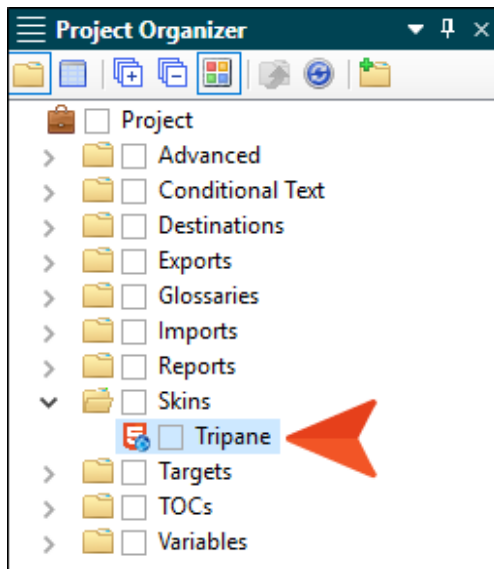 Project Organizer
Project
Advanced
Conditional Text
Destinations
Exports
Glossaries
Imports
Reports
Skins
Tripane
Targets
TOCs
Variables